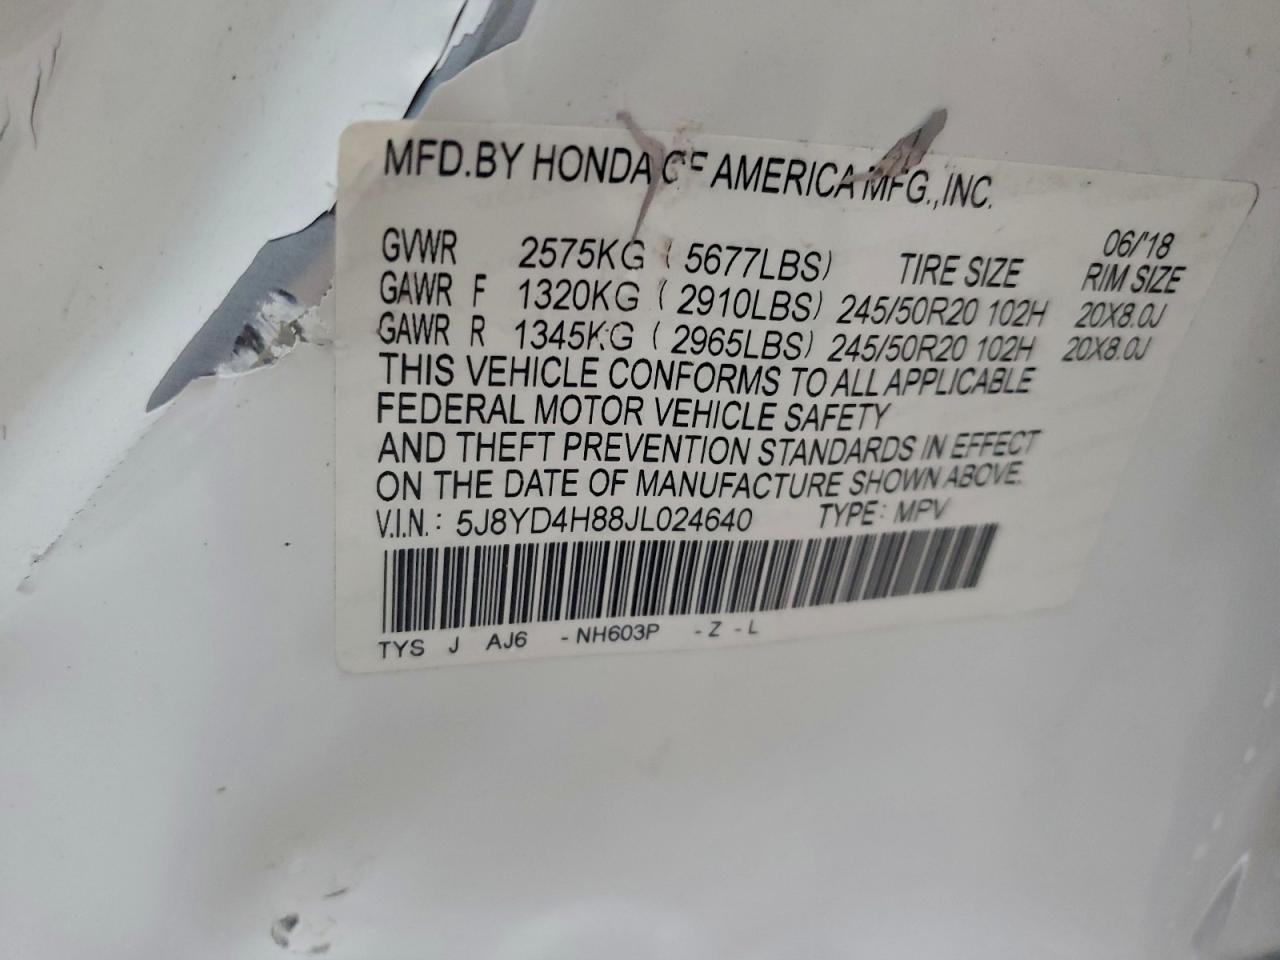 MFD.BY HONDA OF AMERICA MFG.,INC.
06/'18
GVWR 2575KG ( 5677LBS) TIRE SIZE RIM SIZE
GAWR F 1320KG ( 2910LBS) 245/50R20 102H 20X8.0J
GAWR R 1345KG ( 2965LBS) 245/50R20 102H 20X8.0J
THIS VEHICLE CONFORMS TO ALL APPLICABLE
FEDERAL MOTOR VEHICLE SAFETY
AND THEFT PREVENTION STANDARDS IN EFFECT
ON THE DATE OF MANUFACTURE SHOWN ABOVE.
V.I.N.: 5J8YD4H88JL024640 TYPE: MPV
TYS J AJ6 -NH603P -Z -L